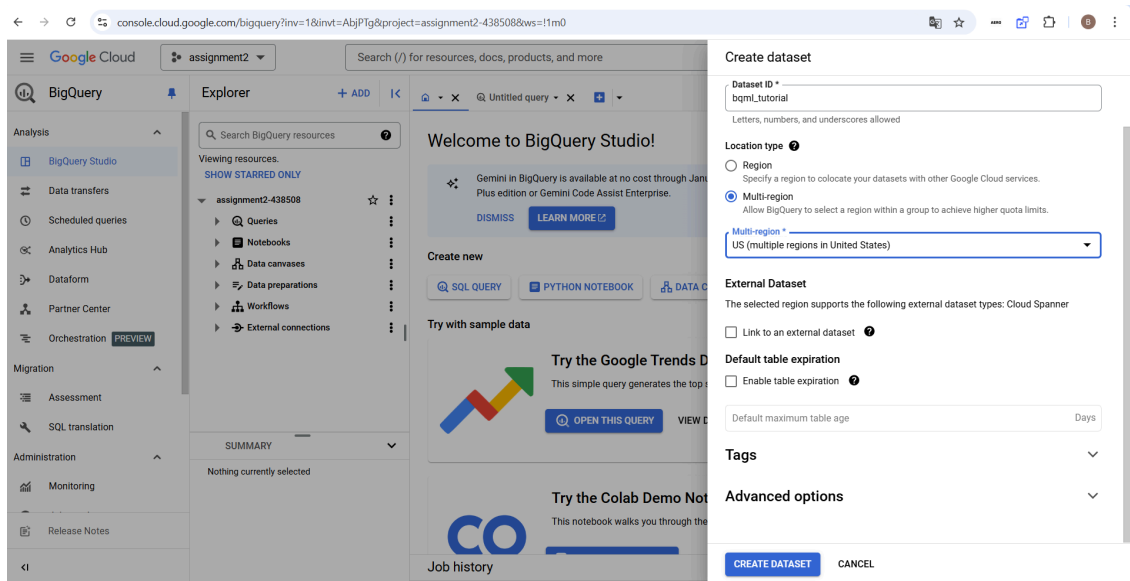 console.cloud.google.com/bigquery?inv=1&invt=AbjPTg&project=assignment2-438508&ws=!1m0
B
Google Cloud
assignment2
Search (/) for resources, docs, products, and more
BigQuery
Analysis
BigQuery Studio
Data transfers
Scheduled queries
Analytics Hub
Dataform
Partner Center
Orchestration PREVIEW
Migration
Assessment
SQL translation
Administration
Monitoring
Release Notes
Explorer
+ ADD
Search BigQuery resources
Viewing resources.
SHOW STARRED ONLY
assignment2-438508
Queries
Notebooks
Data canvases
Data preparations
Workflows
External connections
SUMMARY
Nothing currently selected
Untitled query
Welcome to BigQuery Studio!
Gemini in BigQuery is available at no cost through Janu
Plus edition or Gemini Code Assist Enterprise.
DISMISS
LEARN MORE
Create new
SQL QUERY
PYTHON NOTEBOOK
DATA C
Try with sample data
Try the Google Trends D
This simple query generates the top s
OPEN THIS QUERY
VIEW D
Try the Colab Demo Not
This notebook walks you through the
Job history
Create dataset
Dataset ID *
bqml_tutorial
Letters, numbers, and underscores allowed
Location type
Region
Specify a region to colocate your datasets with other Google Cloud services.
Multi-region
Allow BigQuery to select a region within a group to achieve higher quota limits.
Multi-region *
US (multiple regions in United States)
External Dataset
The selected region supports the following external dataset types: Cloud Spanner
Link to an external dataset
Default table expiration
Enable table expiration
Default maximum table age
Days
Tags
Advanced options
CREATE DATASET
CANCEL